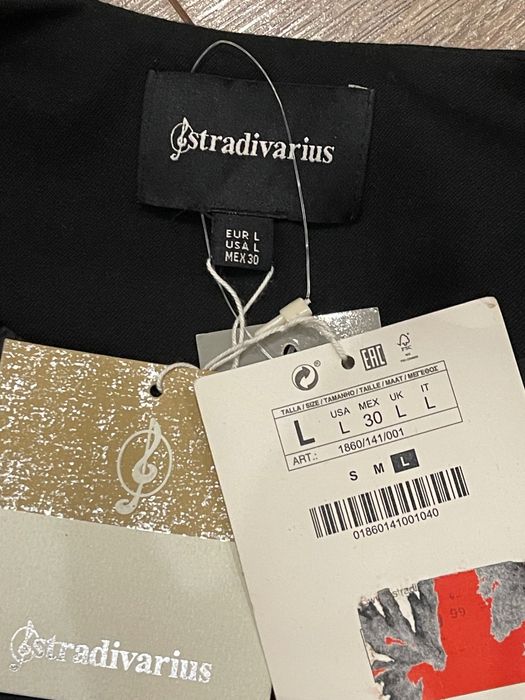 stradivarius
EUR L
USA L
MEX 30
EAC
FSC
TALLA / SIZE / TAMANHO / TAILLE / MAAT / ΜΕΓΕΘΟΣ
USA MEX UK IT
L L 30 L L
ART.: 1860/141/001
S M L
01860141001040
stradivarius